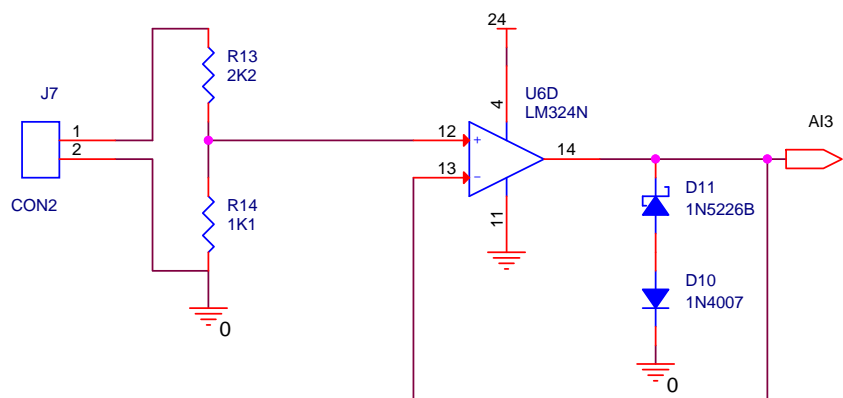 24
R13
2K2
J7
1
2
CON2
R14
1K1
0
U6D
LM324N
4
12
+
13
-
14
11
AI3
D11
1N5226B
D10
1N4007
0